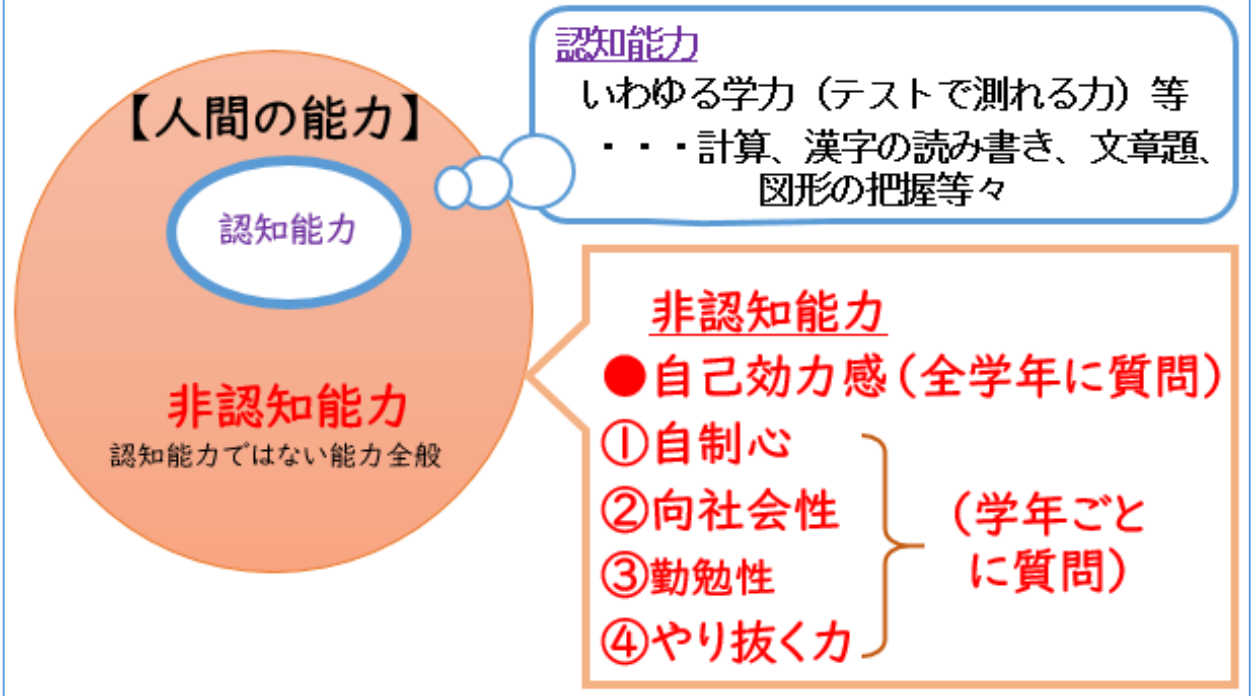 【人間の能力】
認知能力
非認知能力
認知能力ではない能力全般
認知能力
いわゆる学力（テストで測れる力）等
・・・計算、漢字の読み書き、文章題、
図形の把握等々
非認知能力
●自己効力感（全学年に質問）
①自制心
②向社会性
③勤勉性
④やり抜く力
（学年ごと
に質問）